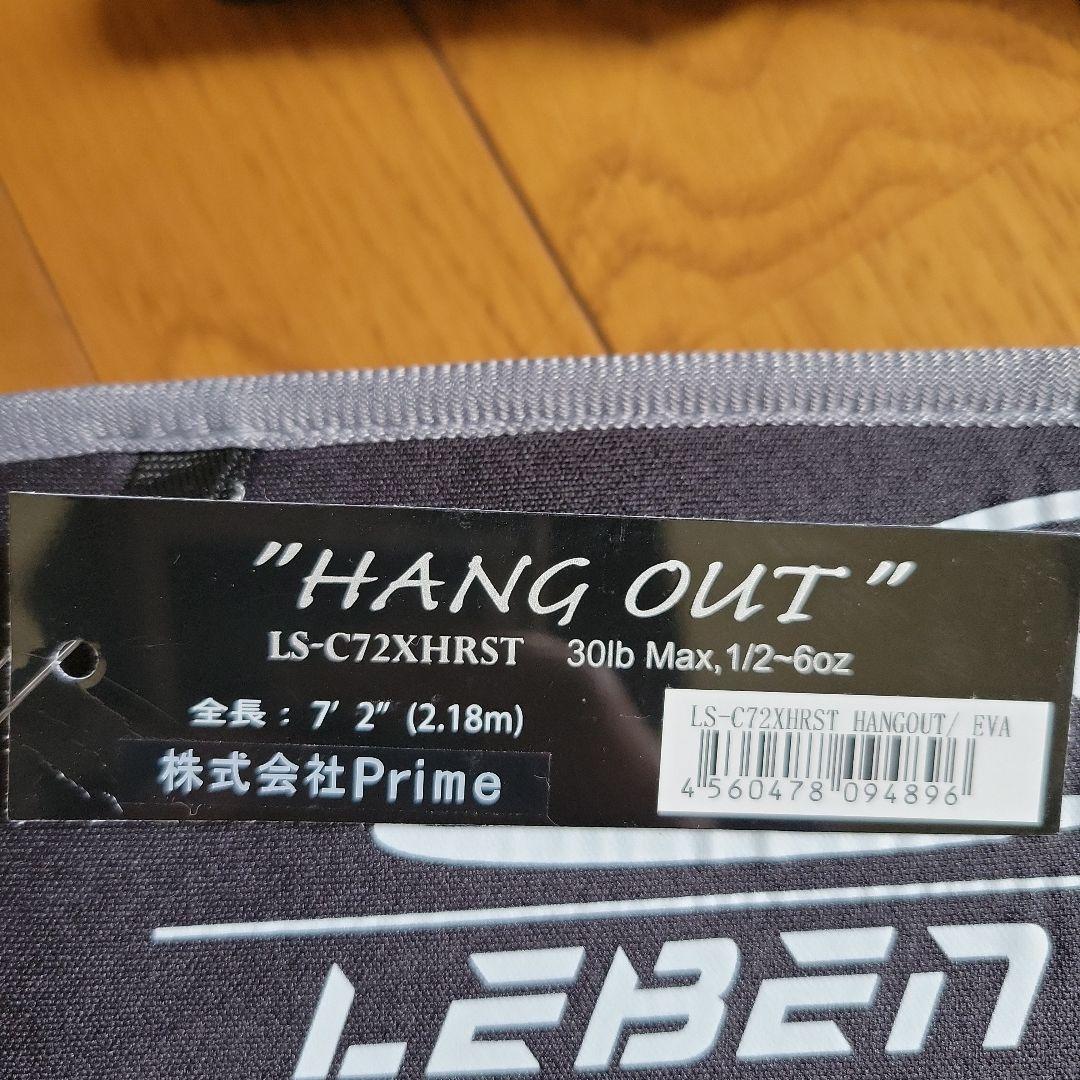 "HANG OUT"
LS-C72XHRST 30lb Max,1/2~6oz
全長：7' 2" (2.18m)
株式会社Prime
LS-C72XHRST HANGOUT/ EVA
4 560478 094896
LEBEN